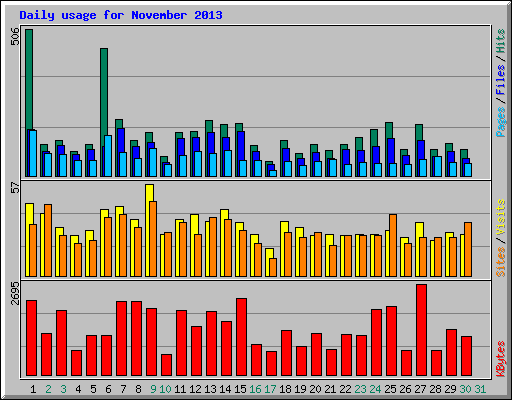 Daily usage for November 2013
506
57
2695
Pages / Files / Hits
Sites / Visits
KBytes
1 2 3 4 5 6 7 8 9 10 11 12 13 14 15 16 17 18 19 20 21 22 23 24 25 26 27 28 29 30 31